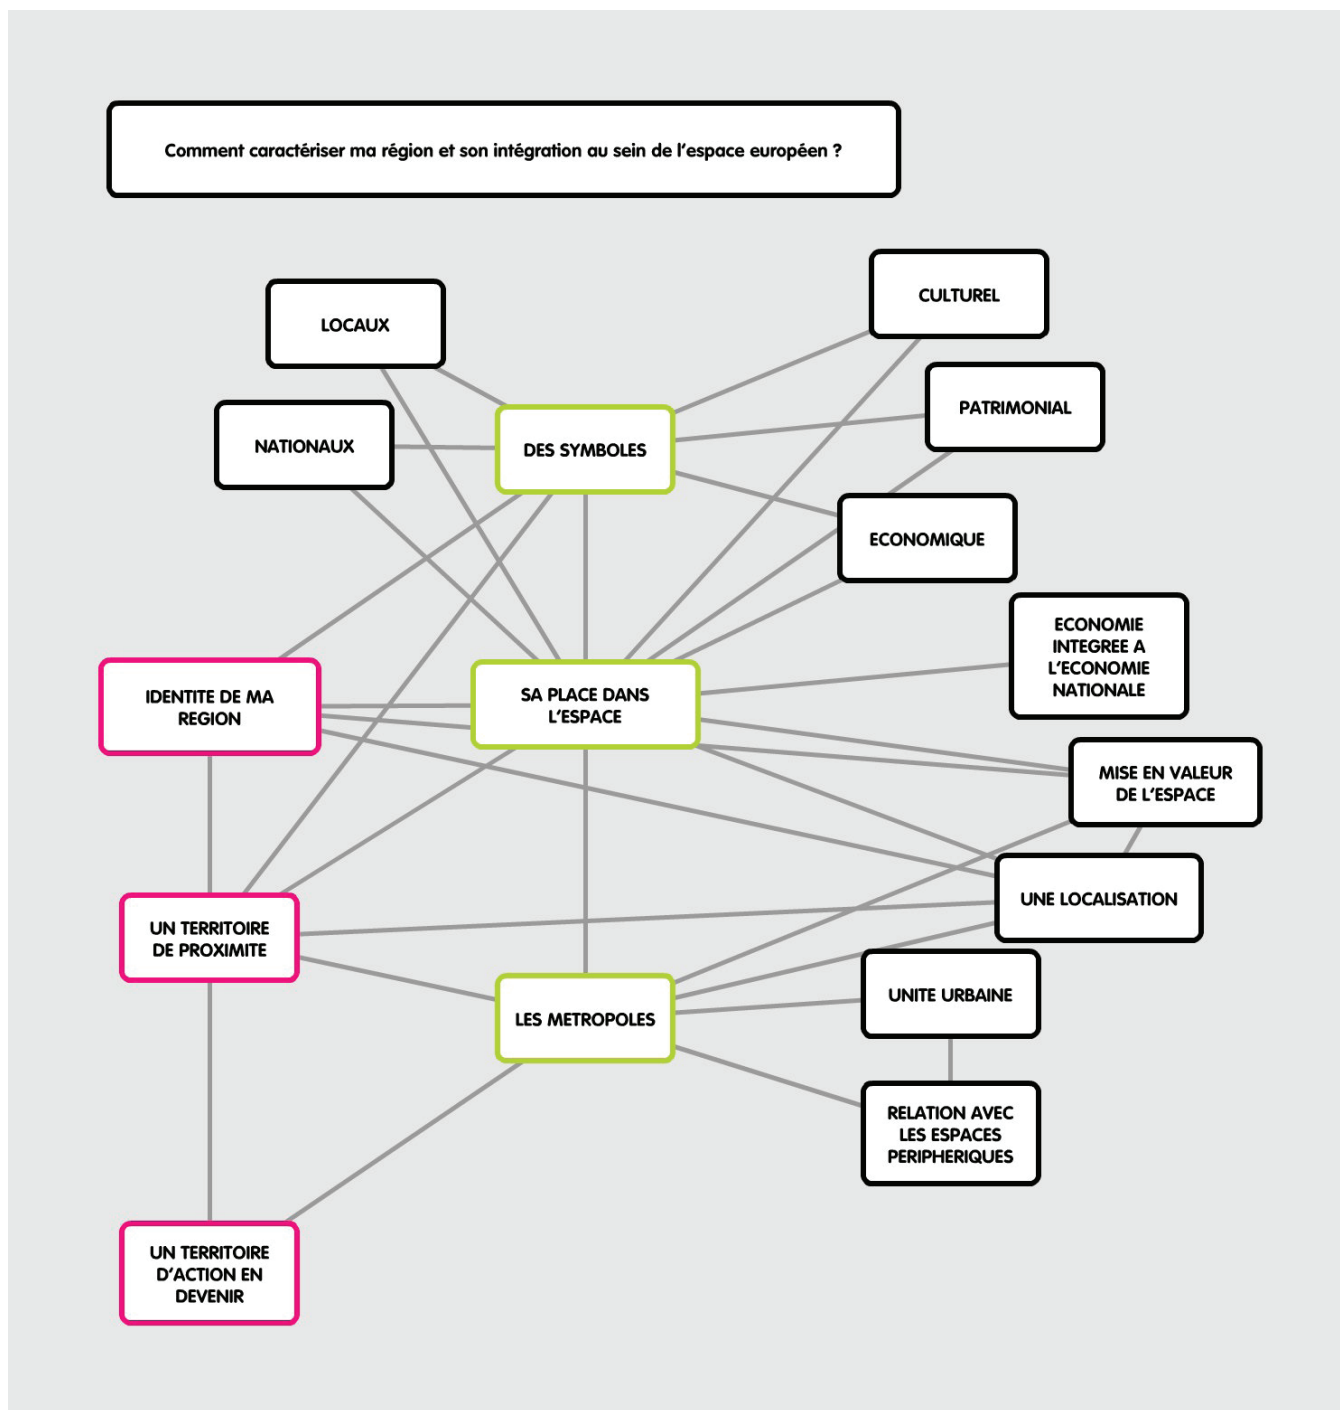 Comment caractériser ma région et son intégration au sein de l'espace européen ?
LOCAUX
CULTUREL
NATIONAUX
DES SYMBOLES
PATRIMONIAL
ECONOMIQUE
ECONOMIE
INTEGREE A
L'ECONOMIE
NATIONALE
IDENTITE DE MA
REGION
SA PLACE DANS
L'ESPACE
MISE EN VALEUR
DE L'ESPACE
UNE LOCALISATION
UN TERRITOIRE
DE PROXIMITE
LES METROPOLES
UNITE URBAINE
RELATION AVEC
LES ESPACES
PERIPHERIQUES
UN TERRITOIRE
D'ACTION EN
DEVENIR